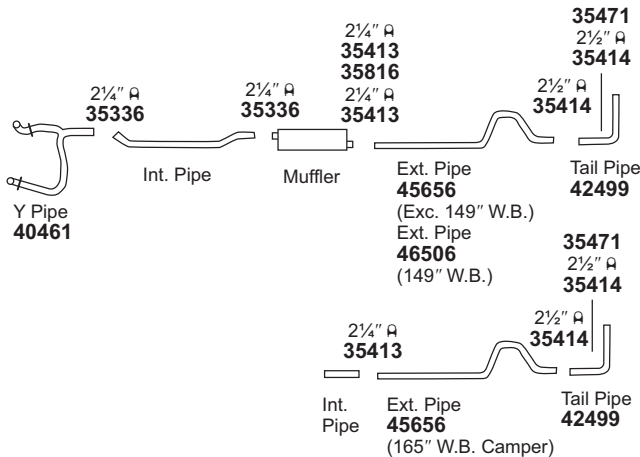 35471
2½″
35414
2¼″
35413
35816
2¼″
35413
2½″
35414
2¼″
35336
2¼″
35336
Y Pipe
40461
Int. Pipe
Muffler
Ext. Pipe
45656
(Exc. 149″ W.B.)
Ext. Pipe
46506
(149″ W.B.)
Tail Pipe
42499
35471
2½″
35414
2½″
35414
2¼″
35413
Int.
Pipe
Ext. Pipe
45656
(165″ W.B. Camper)
Tail Pipe
42499